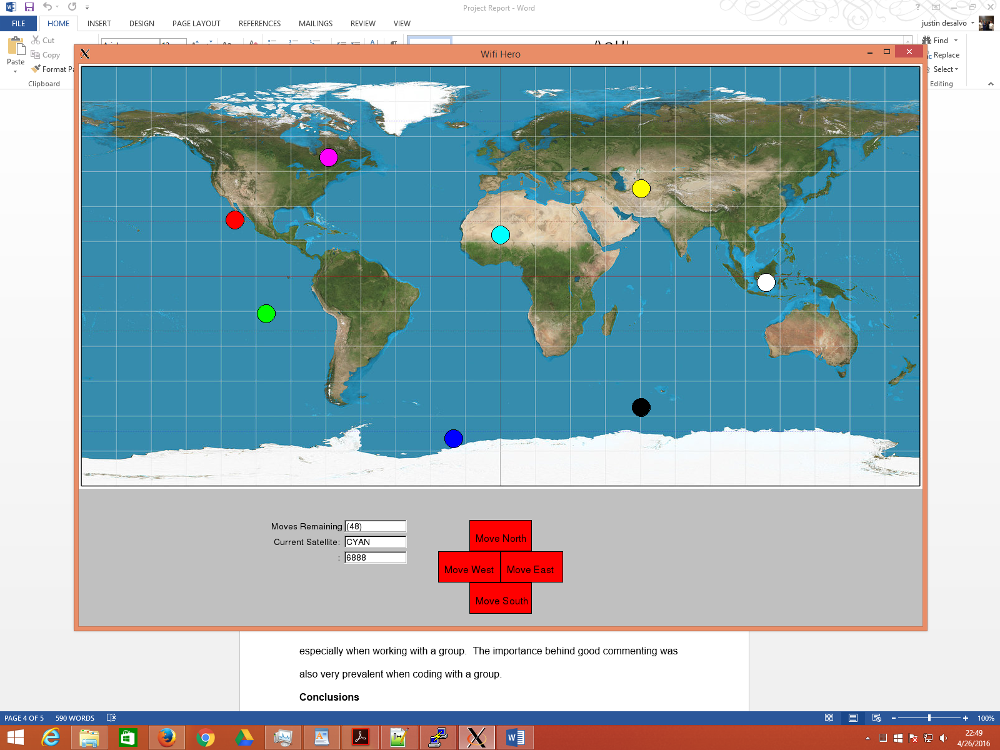 Project Report - Word
FILE HOME INSERT DESIGN PAGE LAYOUT REFERENCES MAILINGS REVIEW VIEW
justin desalvo
Paste
Cut
Copy
Format Pa
Clipboard
Find
Replace
Select
Editing
Wifi Hero
Moves Remaining (48)
Current Satellite: CYAN
: 6888
Move North
Move West Move East
Move South
especially when working with a group. The importance behind good commenting was
also very prevalent when coding with a group.
Conclusions
PAGE 4 OF 5 590 WORDS
100%
22:49
4/26/2016